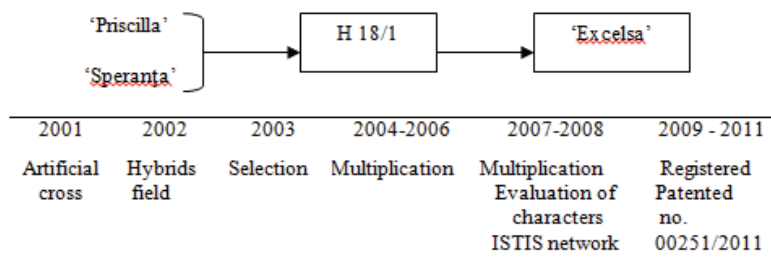 ‘Priscilla’
H 18/1
‘Excelsa’
‘Speranţa’
2001 2002 2003 2004-2006 2007-2008 2009 - 2011
Artificial Hybrids Selection Multiplication Multiplication Registered
cross field Evaluation of Patented
characters no.
ISTIS network 00251/2011